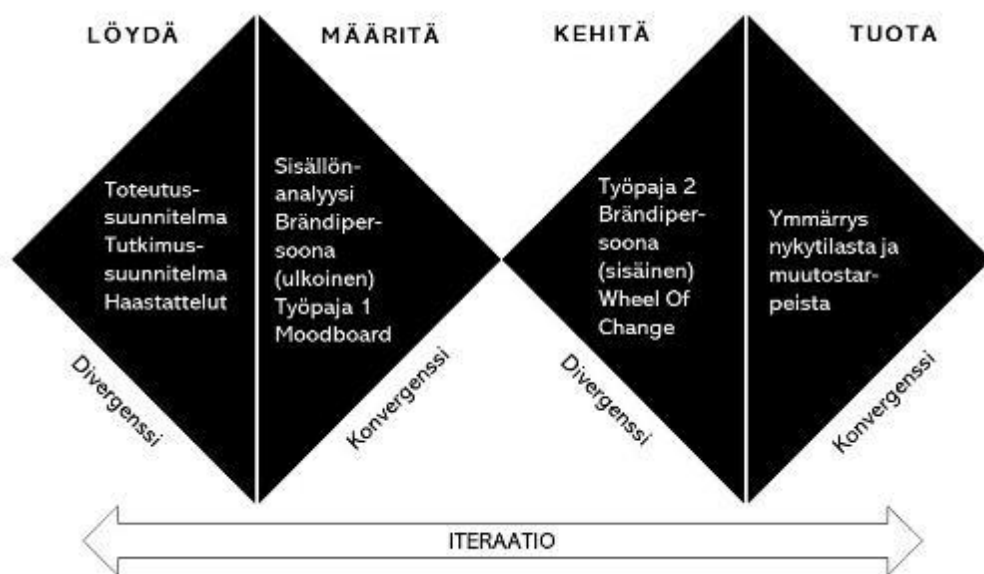 LÖYDÄ
MÄÄRITÄ
KEHITÄ
TUOTA
Toteutus-
suunnitelma
Tutkimus-
suunnitelma
Haastattelut
Sisällön-
analyysi
Brändiper-
soona
(ulkoinen)
Työpaja 1
Moodboard
Työpaja 2
Brändiper-
soona
(sisäinen)
Wheel Of
Change
Ymmärrys
nykytilasta ja
muutostar-
peista
Divergenssi
Konvergenssi
Divergenssi
Konvergenssi
ITERAATIO